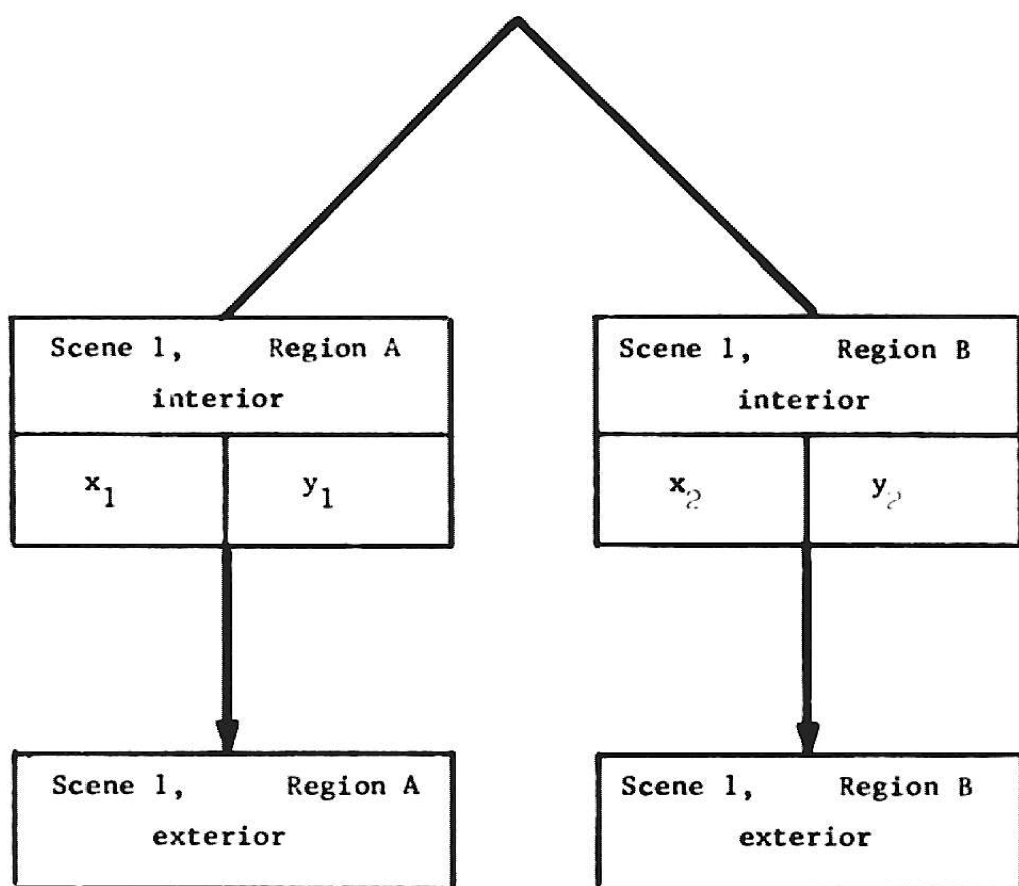 Scene 1, Region A
interior
x1 y1
Scene 1, Region B
interior
x2 y2
Scene 1, Region A
exterior
Scene 1, Region B
exterior